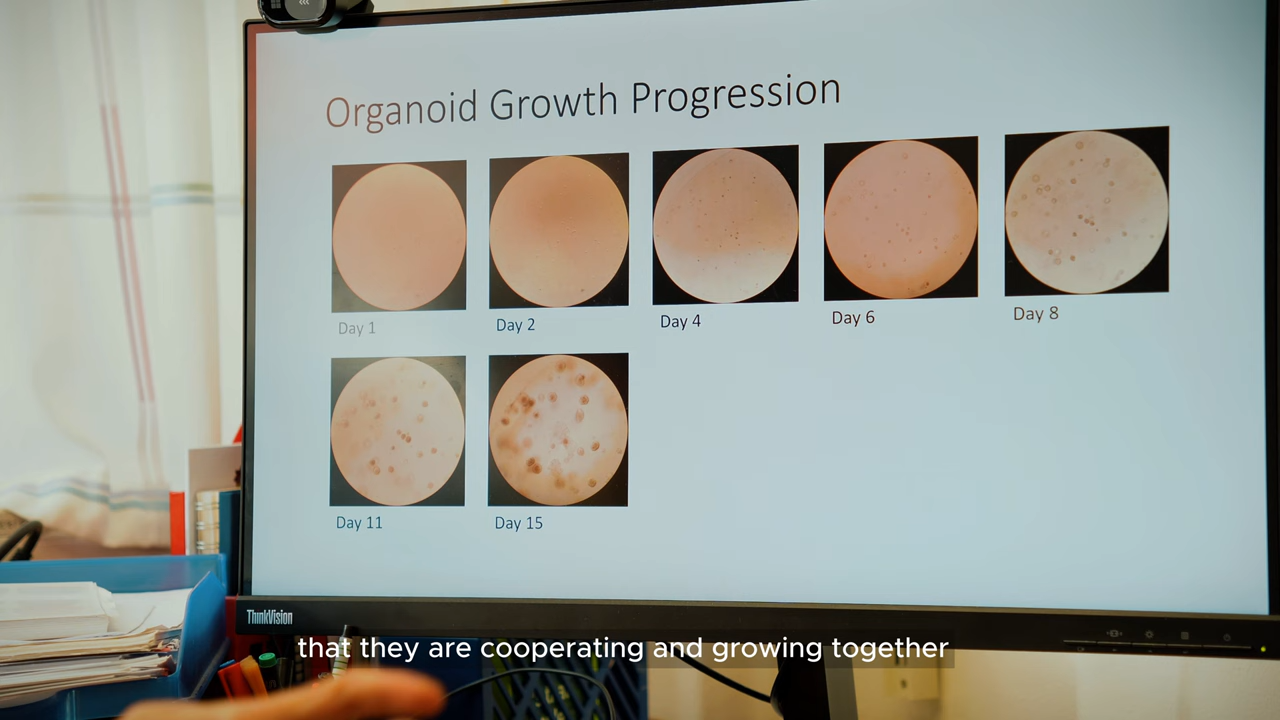 Organoid Growth Progression
Day 1
Day 2
Day 4
Day 6
Day 8
Day 11
Day 15
ThinkVision
that they are cooperating and growing together